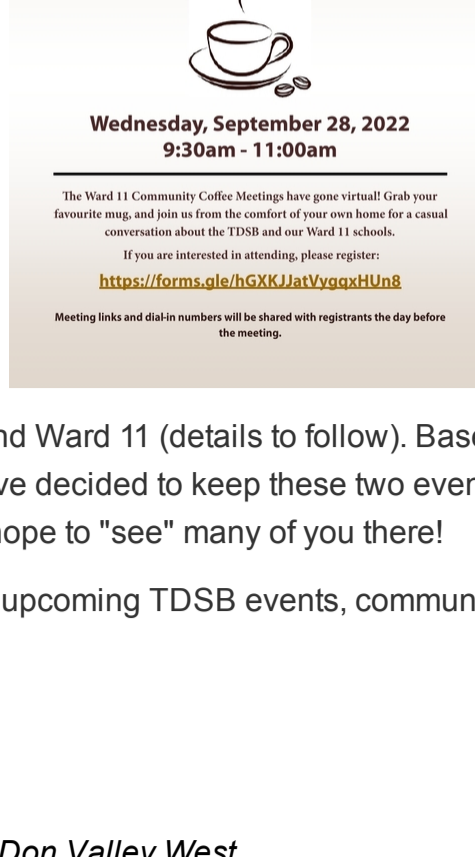 Wednesday, September 28, 2022
9:30am - 11:00am
The Ward 11 Community Coffee Meetings have gone virtual! Grab your
favourite mug, and join us from the comfort of your own home for a casual
conversation about the TDSB and our Ward 11 schools.
If you are interested in attending, please register:
https://forms.gle/hGXKJJatVygqxHUn8
Meeting links and dial-in numbers will be shared with registrants the day before
the meeting.
nd Ward 11 (details to follow). Bas
ve decided to keep these two even
hope to "see" many of you there!
upcoming TDSB events, commun
Don Valley West